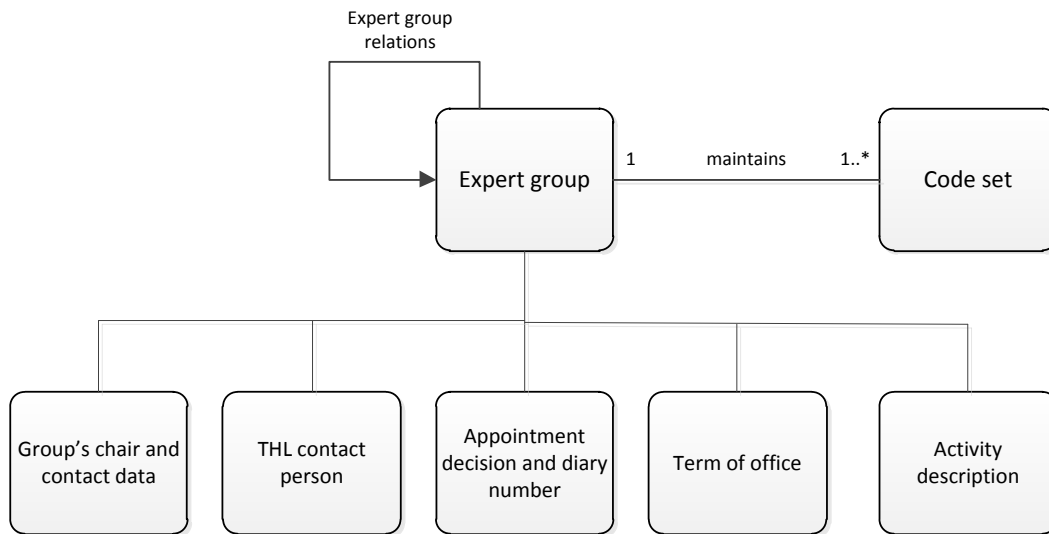 Expert group
relations
Expert group
1
maintains
1..*
Code set
Group’s chair and
contact data
THL contact
person
Appointment
decision and diary
number
Term of office
Activity
description